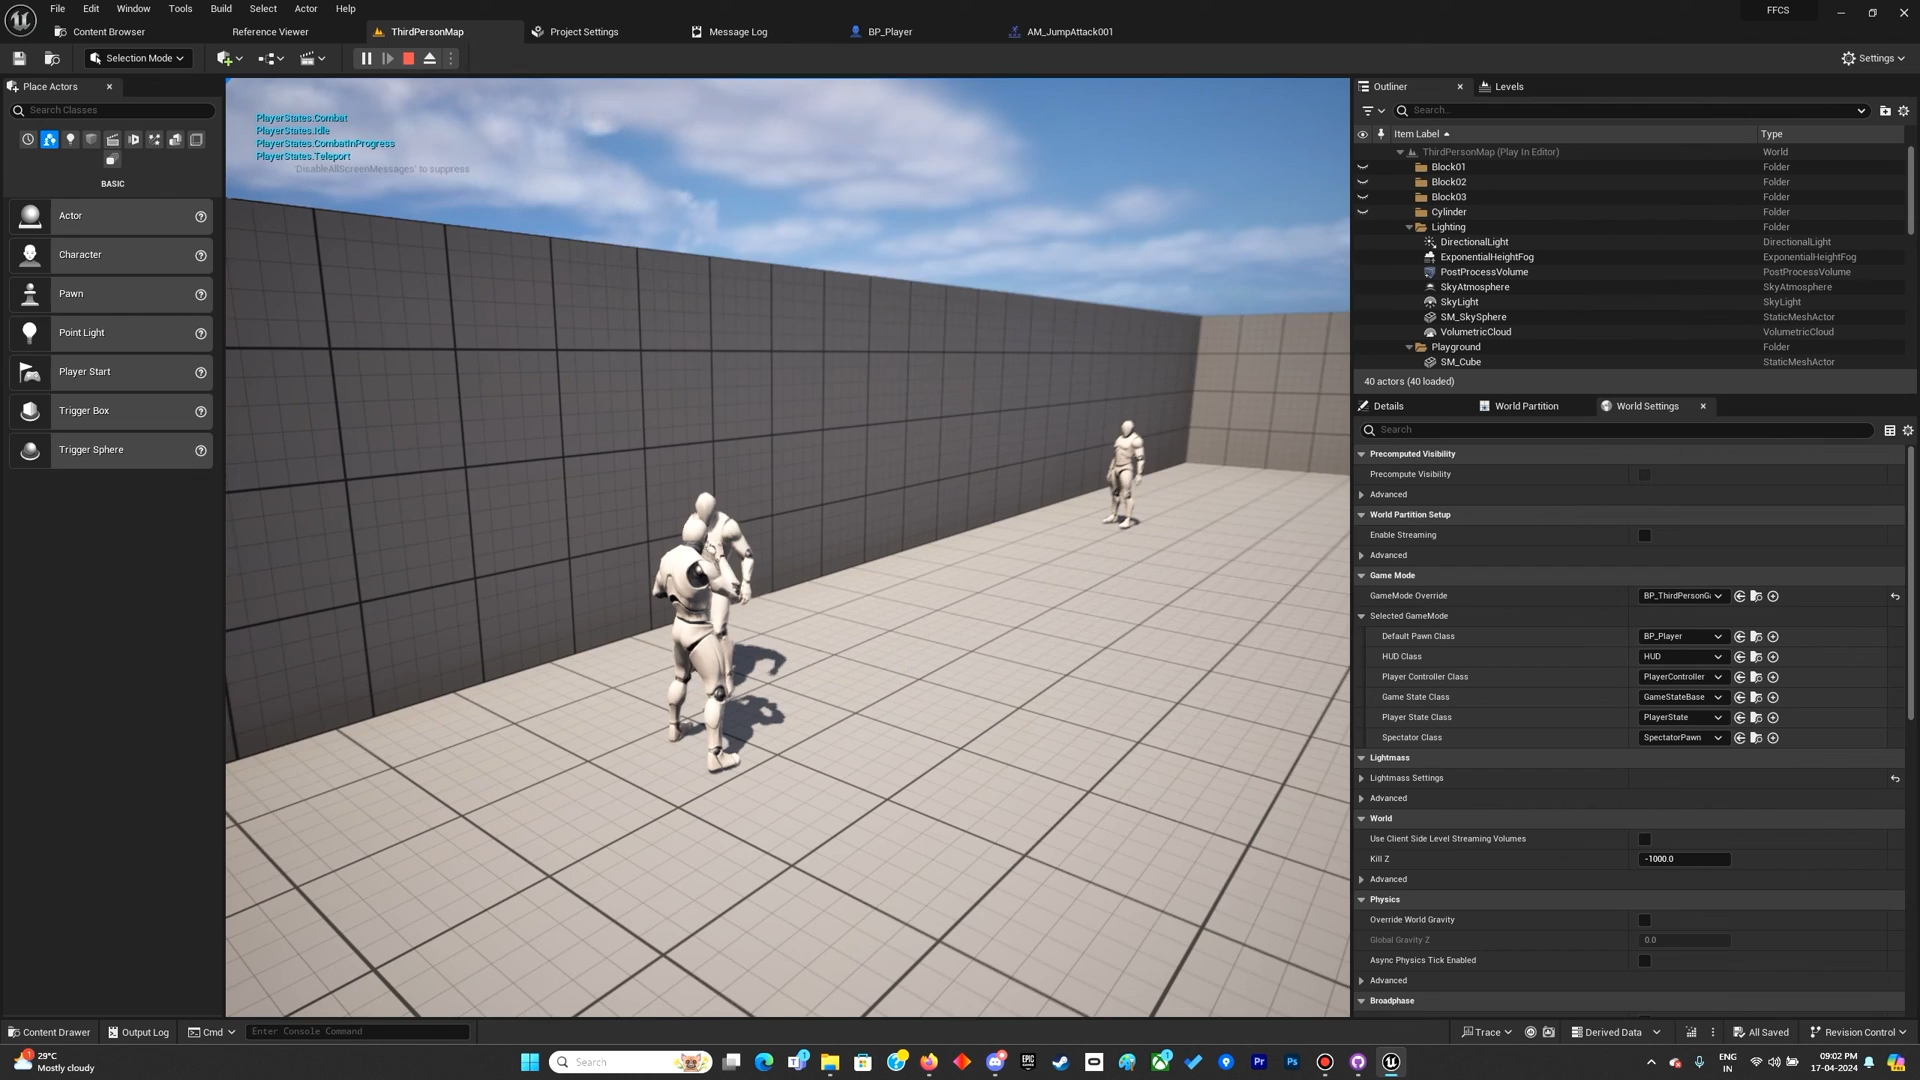 File Edit Window Tools Build Select Actor Help
FFCS
Content Browser Reference Viewer ThirdPersonMap Project Settings Message Log BP_Player AM_JumpAttack001
Selection Mode Settings
Place Actors
Search Classes
BASIC
Actor
Character
Pawn
Point Light
Player Start
Trigger Box
Trigger Sphere
PlayerStates.Combat
PlayerStates.Idle
PlayerStates.CombatInProgress
PlayerStates.Teleport
DisableAllScreenMessages' to suppress
Outliner Levels
Search...
Item Label Type
ThirdPersonMap (Play In Editor) World
Block01 Folder
Block02 Folder
Block03 Folder
Cylinder Folder
Lighting Folder
DirectionalLight DirectionalLight
ExponentialHeightFog ExponentialHeightFog
PostProcessVolume PostProcessVolume
SkyAtmosphere SkyAtmosphere
SkyLight SkyLight
SM_SkySphere StaticMeshActor
VolumetricCloud VolumetricCloud
Playground Folder
SM_Cube StaticMeshActor
40 actors (40 loaded)
Details World Partition World Settings
Search
Precomputed Visibility
Precompute Visibility
Advanced
World Partition Setup
Enable Streaming
Advanced
Game Mode
GameMode Override BP_ThirdPersonGa
Selected GameMode
Default Pawn Class BP_Player
HUD Class HUD
Player Controller Class PlayerController
Game State Class GameStateBase
Player State Class PlayerState
Spectator Class SpectatorPawn
Lightmass
Lightmass Settings
Advanced
World
Use Client Side Level Streaming Volumes
Kill Z -1000.0
Advanced
Physics
Override World Gravity
Global Gravity Z 0.0
Async Physics Tick Enabled
Advanced
Broadphase
Content Drawer Output Log Cmd Enter Console Command Trace Derived Data All Saved Revision Control
29°C
Mostly cloudy
Search
ENG
IN
09:02 PM
17-04-2024